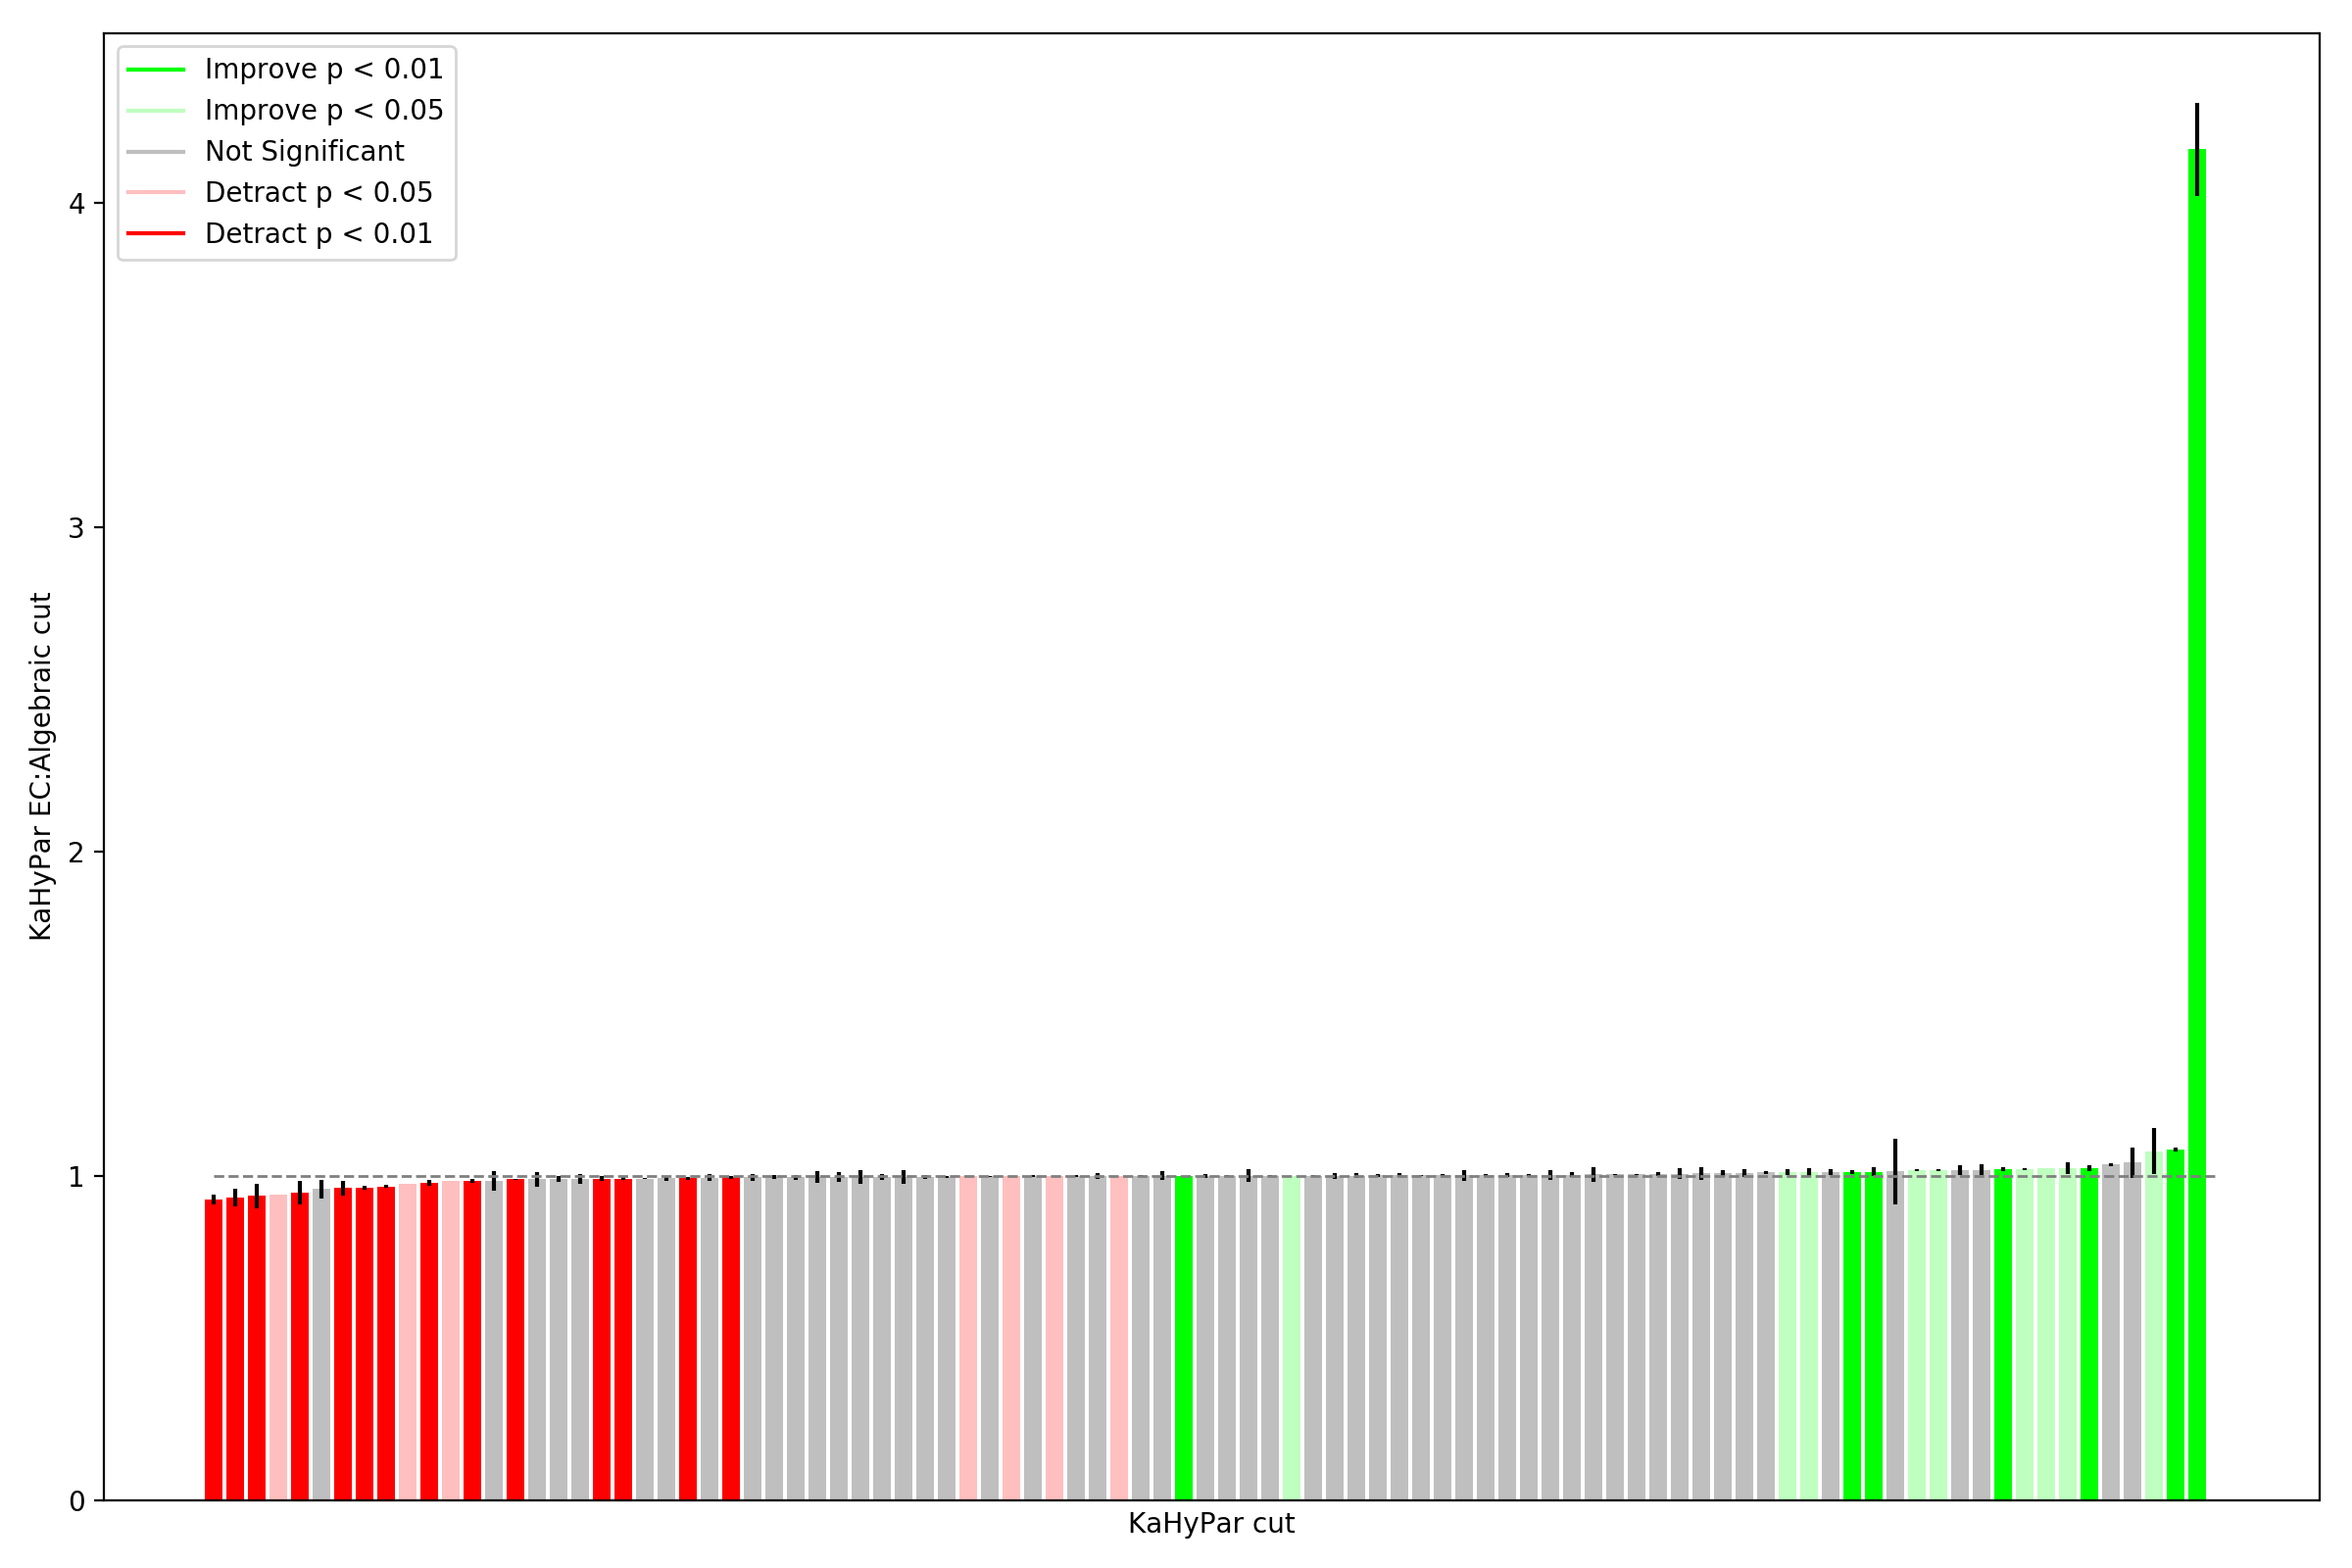 Improve p < 0.01
Improve p < 0.05
Not Significant
Detract p < 0.05
Detract p < 0.01
4
3
2
1
0
KaHyPar EC:Algebraic cut
KaHyPar cut